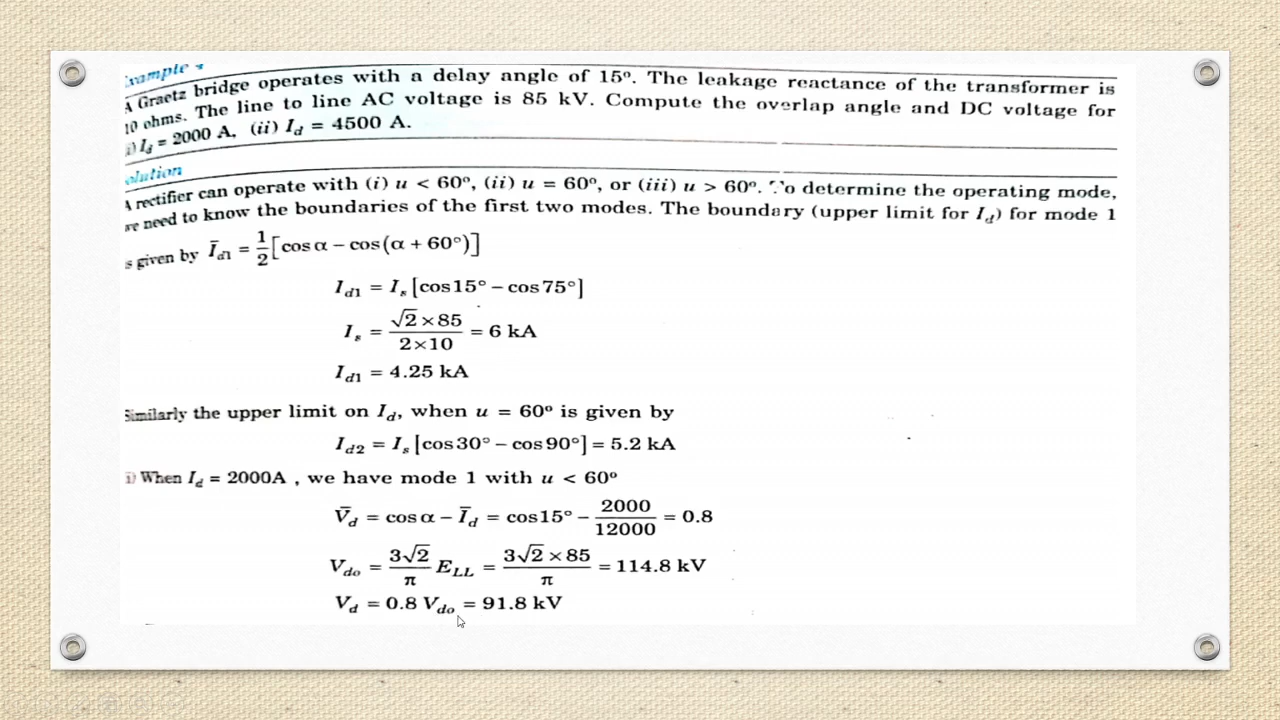 xample
A Graetz bridge operates with a delay angle of 15°. The leakage reactance of the transformer is
10 ohms. The line to line AC voltage is 85 kV. Compute the overlap angle and DC voltage for
i) I_d = 2000 A, (ii) I_d = 4500 A.
olution
A rectifier can operate with (i) u < 60°, (ii) u = 60°, or (iii) u > 60°. To determine the operating mode,
we need to know the boundaries of the first two modes. The boundary (upper limit for I_d) for mode 1
s given by Ī_d1 = 1/2 [cos α – cos(α + 60°)]
I_d1 = I_s [cos 15° – cos 75°]
I_s = √2 × 85 / 2 × 10 = 6 kA
I_d1 = 4.25 kA
Similarly the upper limit on I_d, when u = 60° is given by
I_d2 = I_s [cos 30° – cos 90°] = 5.2 kA
i) When I_d = 2000A , we have mode 1 with u < 60°
V̄_d = cos α – Ī_d = cos 15° – 2000/12000 = 0.8
V_do = 3√2/π E_LL = 3√2 × 85/π = 114.8 kV
V_d = 0.8 V_do = 91.8 kV